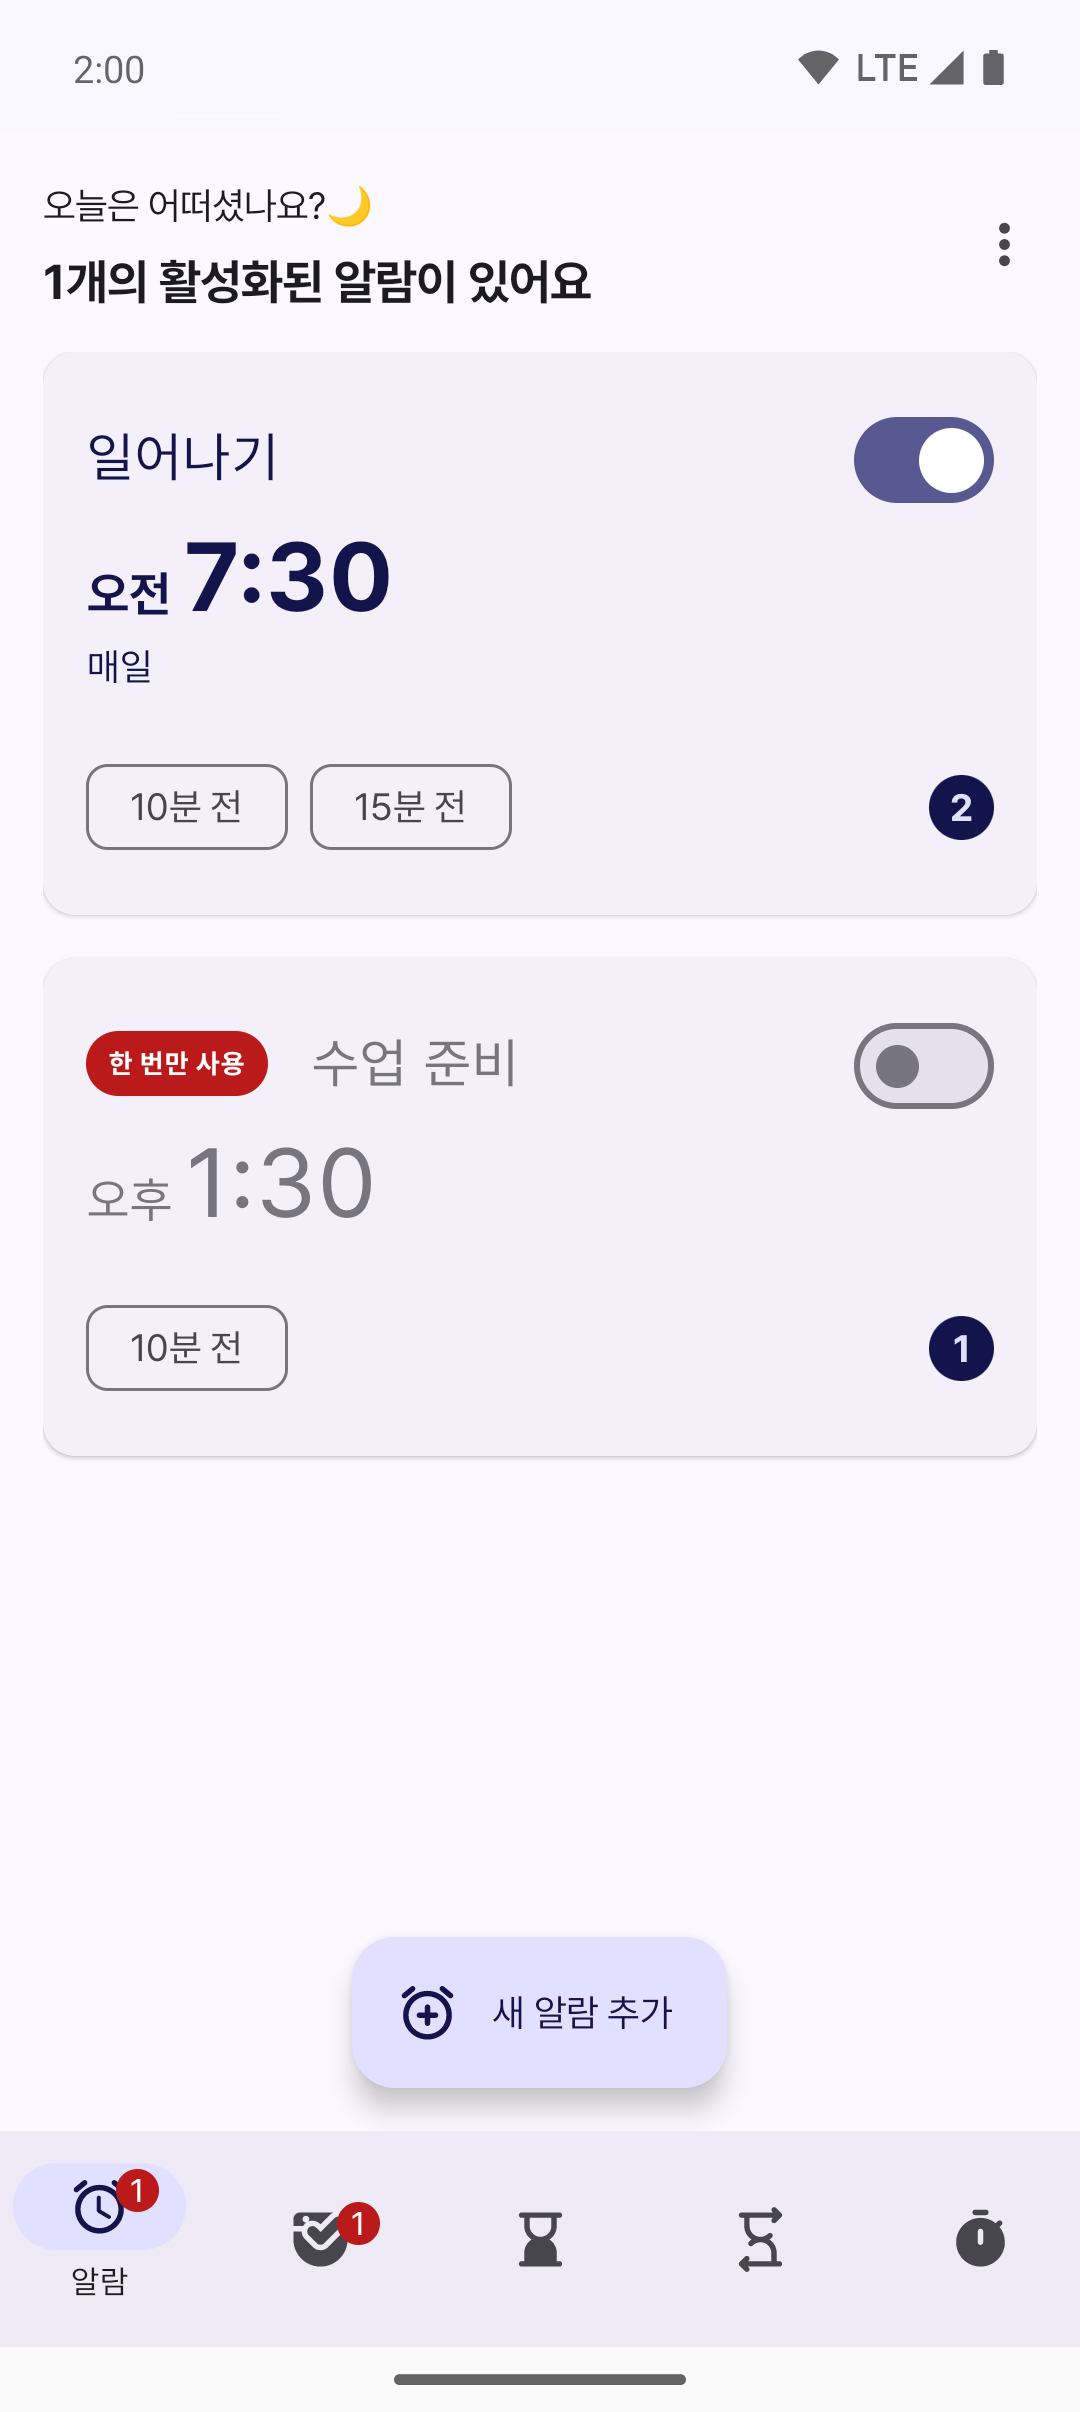 2:00 LTE
오늘은 어떠셨나요?🌙
1개의 활성화된 알람이 있어요
일어나기
오전 7:30
매일
10분 전 15분 전 2
한 번만 사용 수업 준비
오후 1:30
10분 전 1
새 알람 추가
1 1
알람